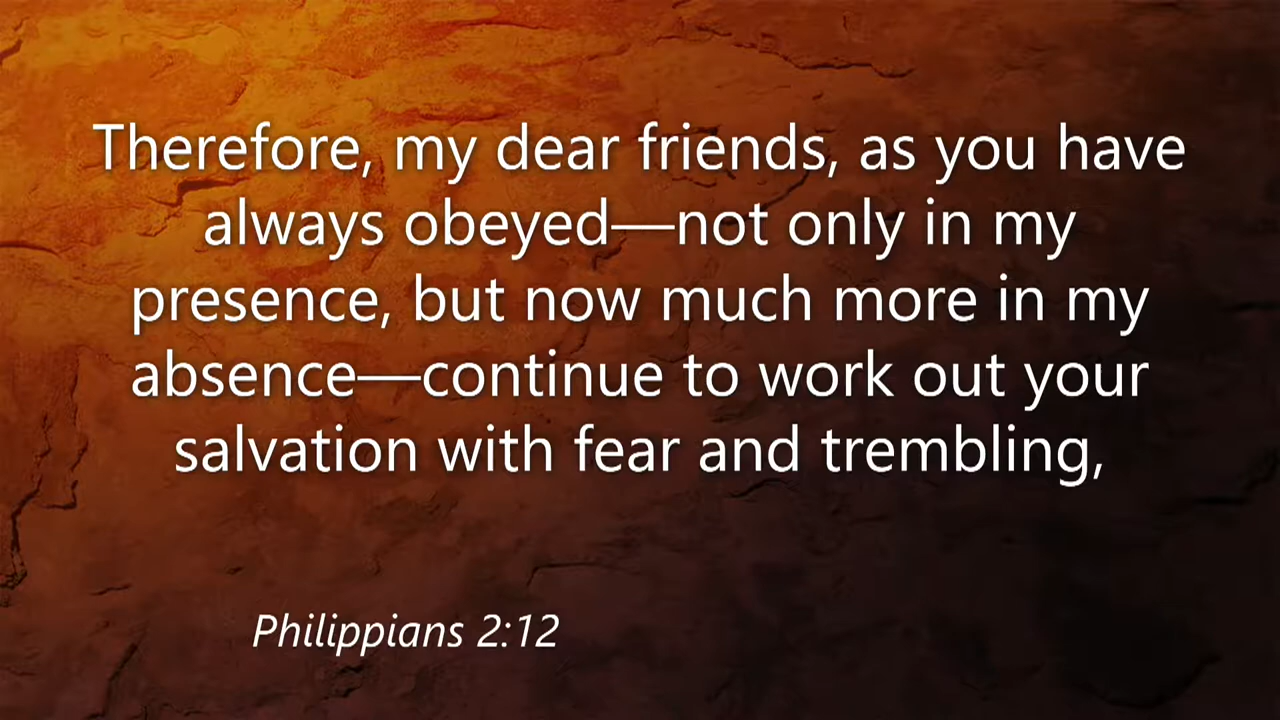 Therefore, my dear friends, as you have
always obeyed—not only in my
presence, but now much more in my
absence—continue to work out your
salvation with fear and trembling,
Philippians 2:12